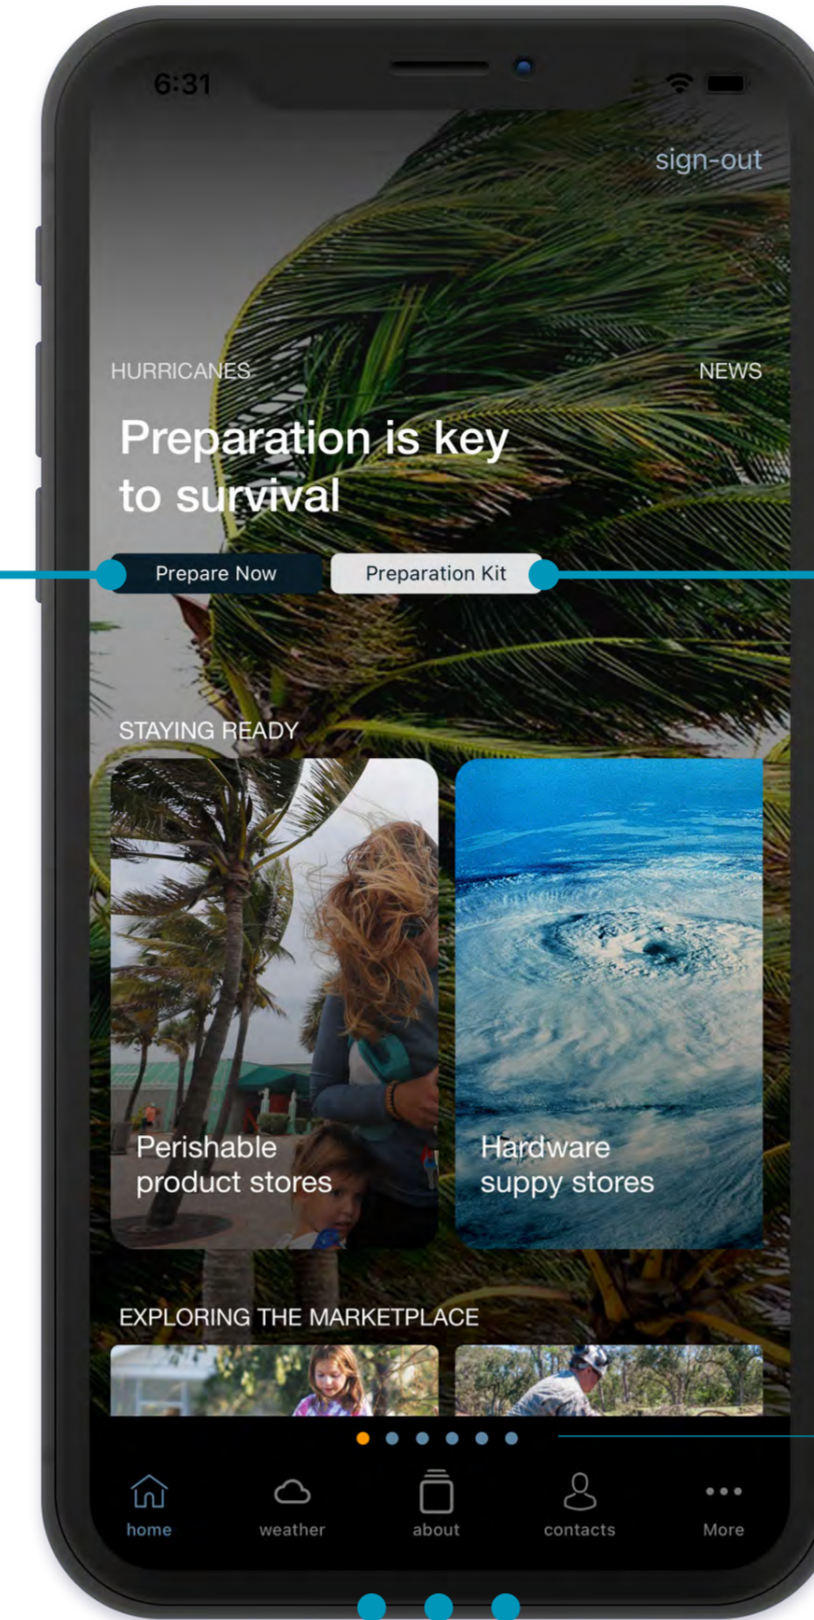 6:31
sign-out
HURRICANES
NEWS
Preparation is key
to survival
Prepare Now
Preparation Kit
STAYING READY
Perishable
product stores
Hardware
suppy stores
EXPLORING THE MARKETPLACE
home
weather
about
contacts
More